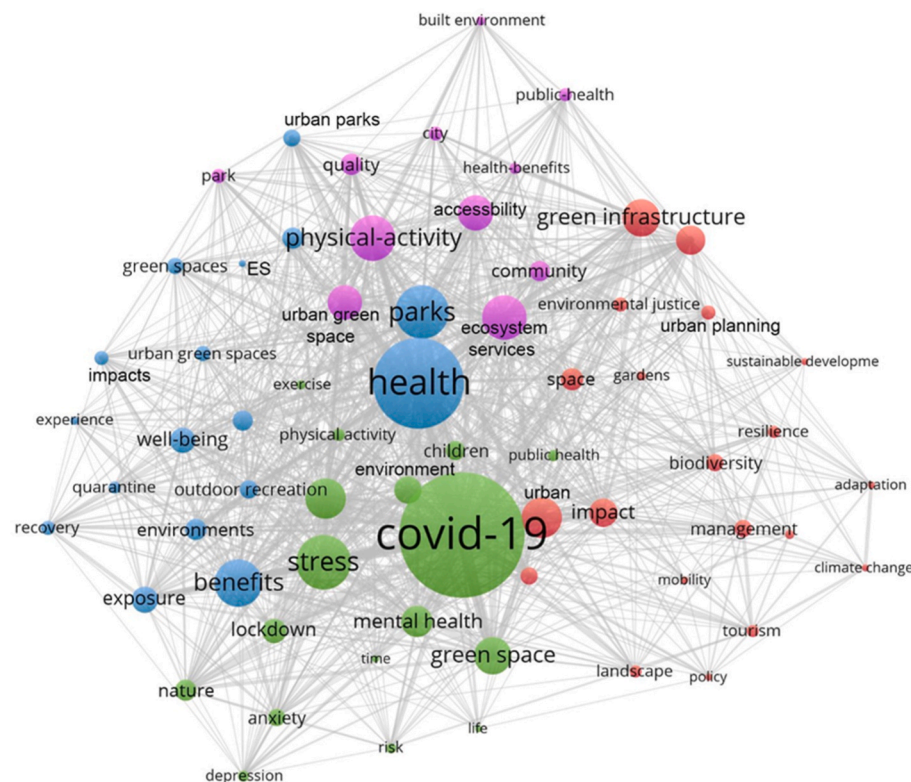 built environment
public-health
urban parks
city
quality
health-benefits
park
accessbility
green infrastructure
physical-activity
green spaces
ES
community
urban green
space
parks
ecosystem
services
environmental justice
urban planning
urban green spaces
impacts
exercise
health
space
gardens
sustainable developme
experience
well-being
physical activity
children
public health
resilience
environment
biodiversity
quarantine
outdoor recreation
urban
adaptation
recovery
environments
covid-19
impact
management
stress
climate change
benefits
mobility
exposure
lockdown
mental health
tourism
time
green space
landscape
policy
nature
anxiety
life
risk
depression